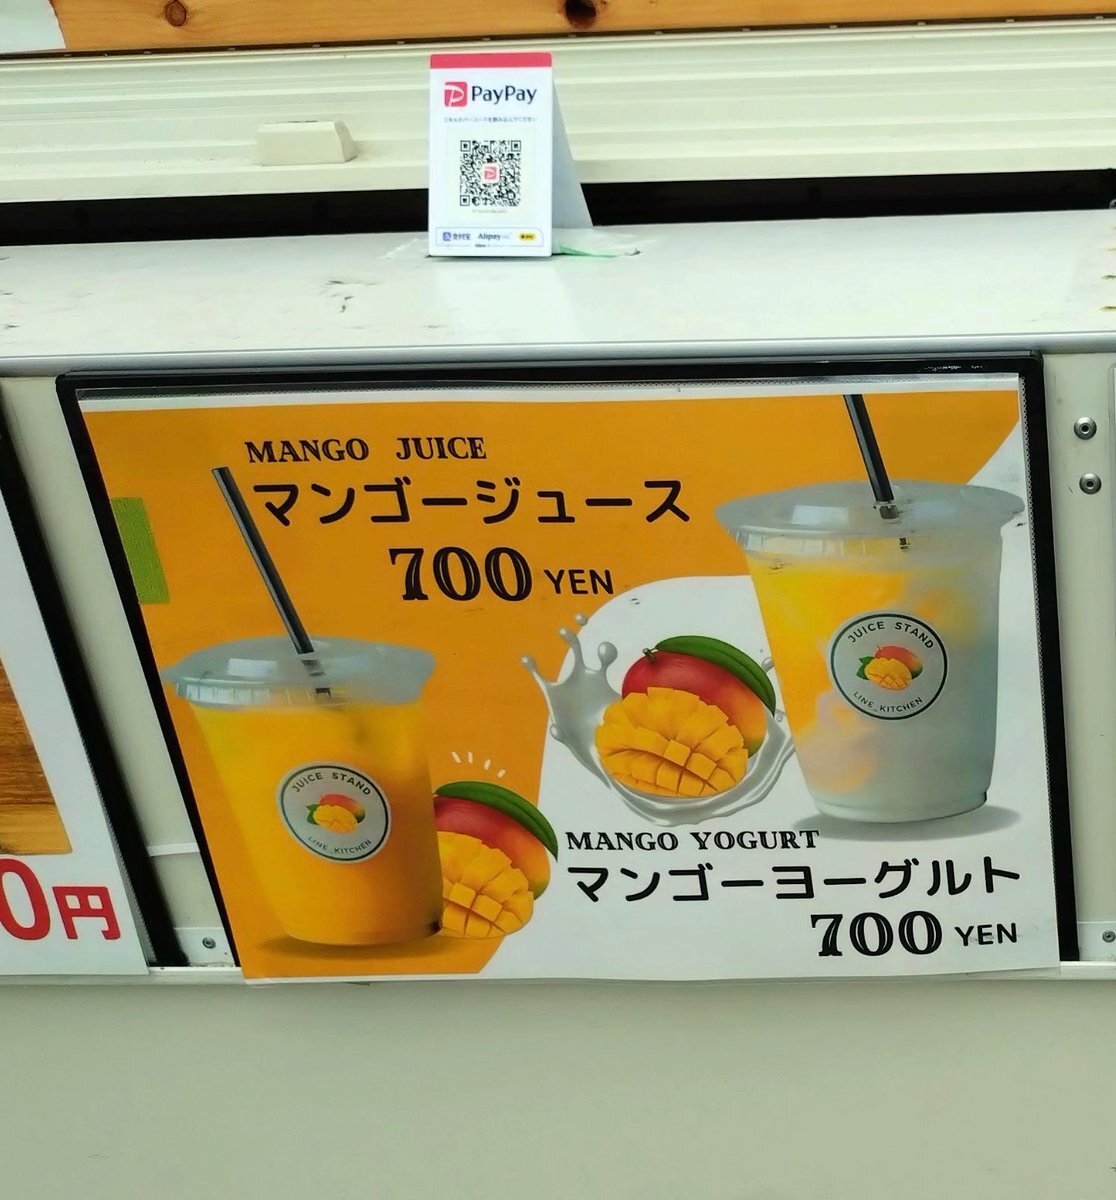 PayPay
Alipay
MANGO JUICE
マンゴージュース
700 YEN
JUICE STAND
LINE_KITCHEN
JUICE STAND
LINE_KITCHEN
MANGO YOGURT
マンゴーヨーグルト
700 YEN
0円